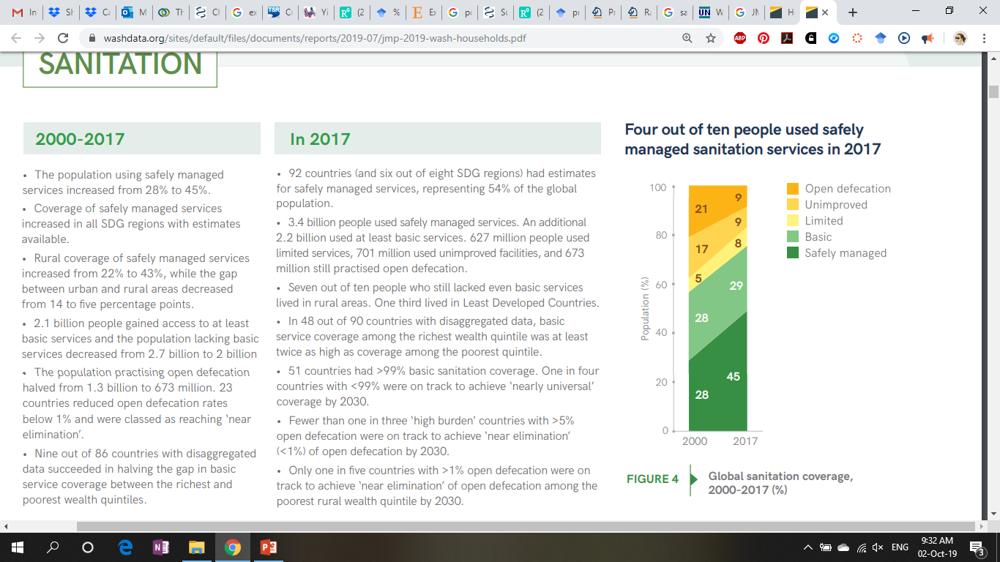 M In
Sh
Ca
M
Th
Cl
G ex
TSR Cu
Yi
R (2
%
E Ex
G po
Su
R (2
pr
Pr
Ra
G sa
UN W
G JM
H
washdata.org/sites/default/files/documents/reports/2019-07/jmp-2019-wash-households.pdf
ABP
SANITATION
2000-2017
• The population using safely managed
services increased from 28% to 45%.
• Coverage of safely managed services
increased in all SDG regions with estimates
available.
• Rural coverage of safely managed services
increased from 22% to 43%, while the gap
between urban and rural areas decreased
from 14 to five percentage points.
• 2.1 billion people gained access to at least
basic services and the population lacking basic
services decreased from 2.7 billion to 2 billion
• The population practising open defecation
halved from 1.3 billion to 673 million. 23
countries reduced open defecation rates
below 1% and were classed as reaching ‘near
elimination’.
• Nine out of 86 countries with disaggregated
data succeeded in halving the gap in basic
service coverage between the richest and
poorest wealth quintiles.
In 2017
• 92 countries (and six out of eight SDG regions) had estimates
for safely managed services, representing 54% of the global
population.
• 3.4 billion people used safely managed services. An additional
2.2 billion used at least basic services. 627 million people used
limited services, 701 million used unimproved facilities, and 673
million still practised open defecation.
• Seven out of ten people who still lacked even basic services
lived in rural areas. One third lived in Least Developed Countries.
• In 48 out of 90 countries with disaggregated data, basic
service coverage among the richest wealth quintile was at least
twice as high as coverage among the poorest quintile.
• 51 countries had >99% basic sanitation coverage. One in four
countries with <99% were on track to achieve ‘nearly universal’
coverage by 2030.
• Fewer than one in three ‘high burden’ countries with >5%
open defecation were on track to achieve ‘near elimination’
(<1%) of open defecation by 2030.
• Only one in five countries with >1% open defecation were on
track to achieve ‘near elimination’ of open defecation among the
poorest rural wealth quintile by 2030.
Four out of ten people used safely
managed sanitation services in 2017
Population (%)
100
80
60
40
20
0
21
17
5
28
28
9
9
8
29
45
2000 2017
Open defecation
Unimproved
Limited
Basic
Safely managed
FIGURE 4
Global sanitation coverage,
2000-2017 (%)
ENG
9:32 AM
02-Oct-19
3